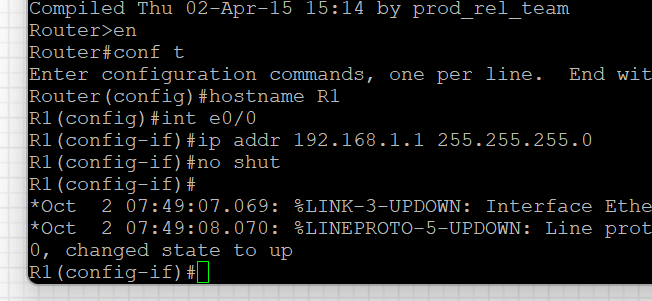 Compiled Thu 02-Apr-15 15:14 by prod_rel_team
Router>en
Router#conf t
Enter configuration commands, one per line.  End wit
Router(config)#hostname R1
R1(config)#int e0/0
R1(config-if)#ip addr 192.168.1.1 255.255.255.0
R1(config-if)#no shut
R1(config-if)#
*Oct  2 07:49:07.069: %LINK-3-UPDOWN: Interface Ethe
*Oct  2 07:49:08.070: %LINEPROTO-5-UPDOWN: Line prot
0, changed state to up
R1(config-if)#